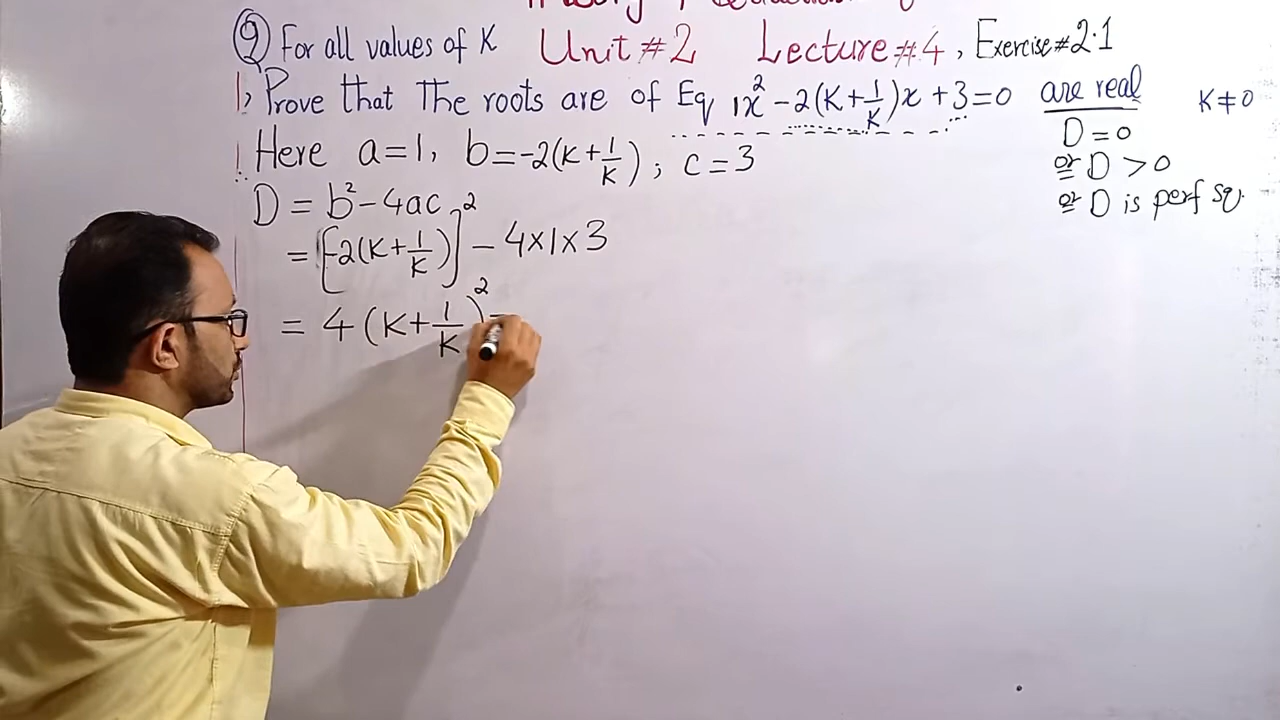 Q For all values of K Unit #2 Lecture #4, Exercise #2.1
Prove that The roots are of Eq 1x² - 2(K + 1/K)x + 3 = 0 are real K ≠ 0
Here a = 1, b = -2(K + 1/K) ; c = 3
D = 0
or D > 0
or D is perf sq.
D = b² - 4ac
= [-2(K + 1/K)]² - 4 × 1 × 3
= 4(K + 1/K)²